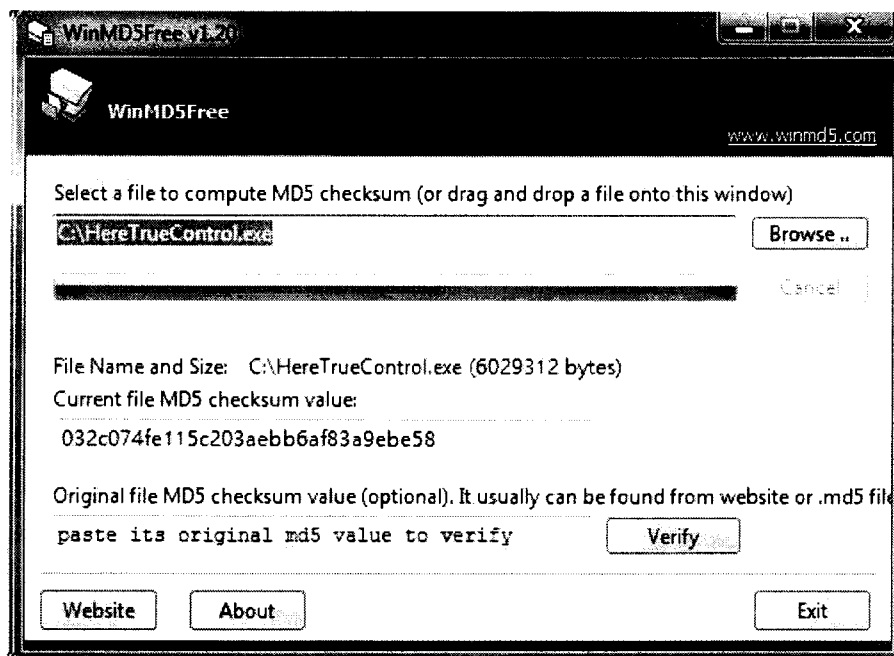 WinMD5Free v1.20
WinMD5Free
www.winmd5.com
Select a file to compute MD5 checksum (or drag and drop a file onto this window)
C:\HereTrueControl.exe
Browse ..
Cancel
File Name and Size: C:\HereTrueControl.exe (6029312 bytes)
Current file MD5 checksum value:
032c074fe115c203aebb6af83a9ebe58
Original file MD5 checksum value (optional). It usually can be found from website or .md5 file
paste its original md5 value to verify
Verify
Website
About
Exit